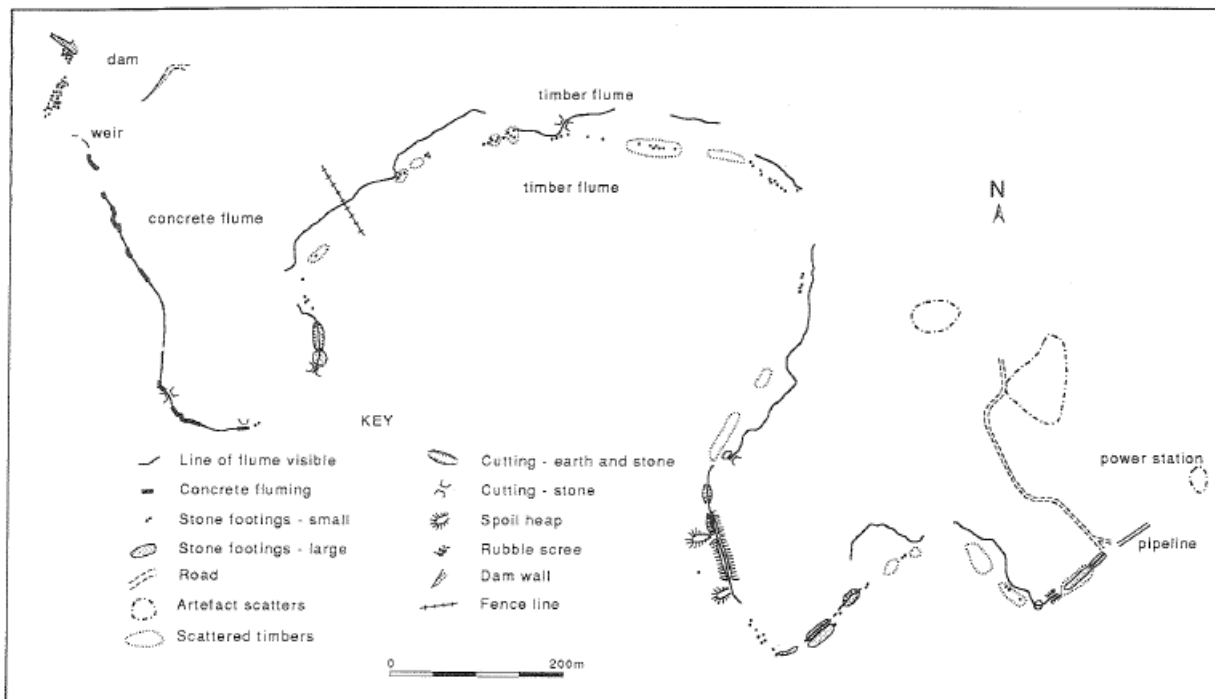 dam
timber flume
weir
timber flume
N
concrete flume
KEY
Line of flume visible
Concrete fluming
Stone footings - small
Stone footings - large
Road
Artefact scatters
Scattered timbers
Cutting - earth and stone
Cutting - stone
Spoil heap
Rubble scree
Dam wall
Fence line
power station
pipeline
0 200m